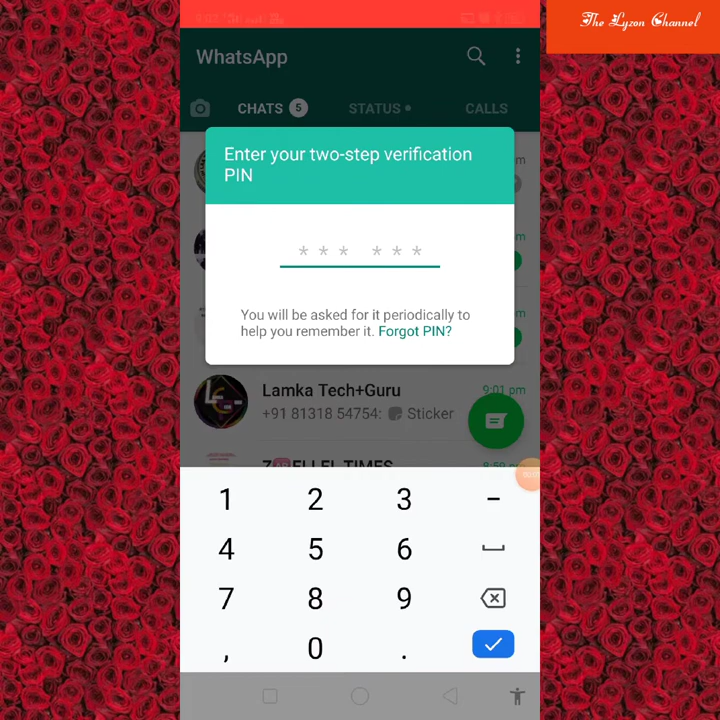 The Lyzon Channel
WhatsApp
CHATS 5 STATUS CALLS
Enter your two-step verification
PIN
* * * * * *
You will be asked for it periodically to
help you remember it. Forgot PIN?
Lamka Tech+Guru 9:01 pm
+91 81318 54754: Sticker
TIMES
1 2 3 -
4 5 6
7 8 9
, 0 .